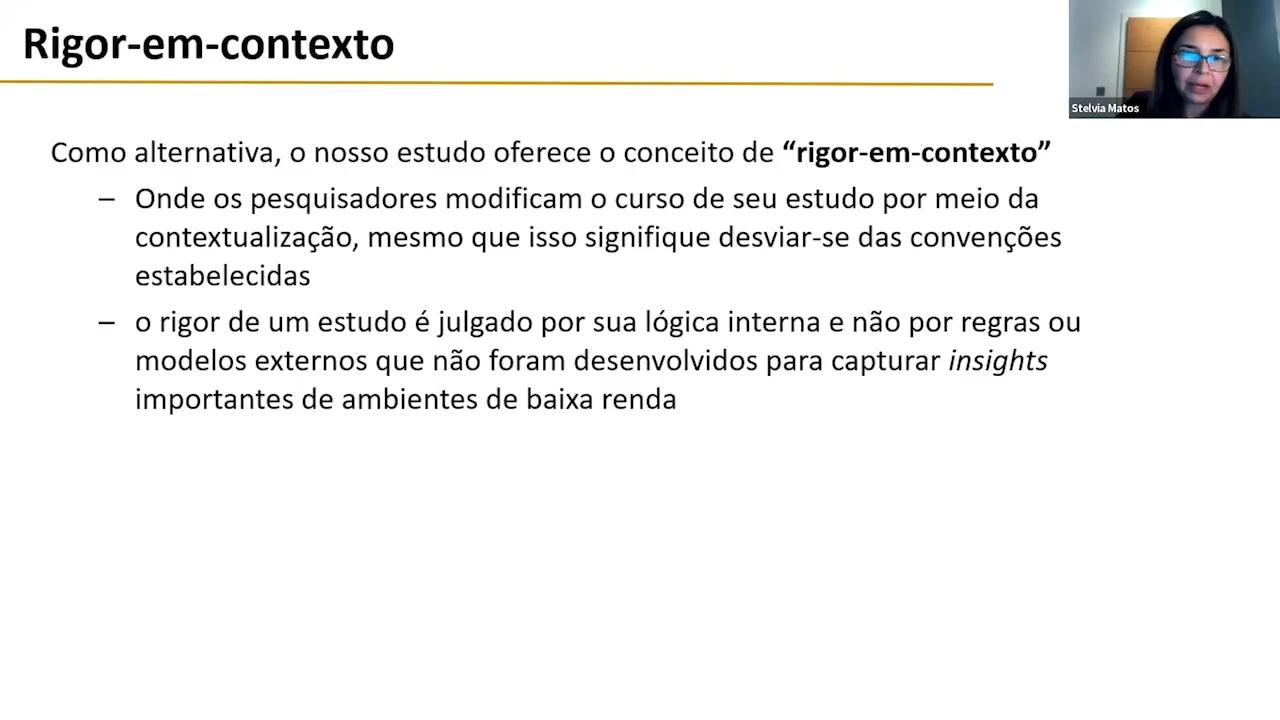 Rigor-em-contexto
Stelvia Matos
Como alternativa, o nosso estudo oferece o conceito de “rigor-em-contexto”
– Onde os pesquisadores modificam o curso de seu estudo por meio da
contextualização, mesmo que isso signifique desviar-se das convenções
estabelecidas
– o rigor de um estudo é julgado por sua lógica interna e não por regras ou
modelos externos que não foram desenvolvidos para capturar insights
importantes de ambientes de baixa renda